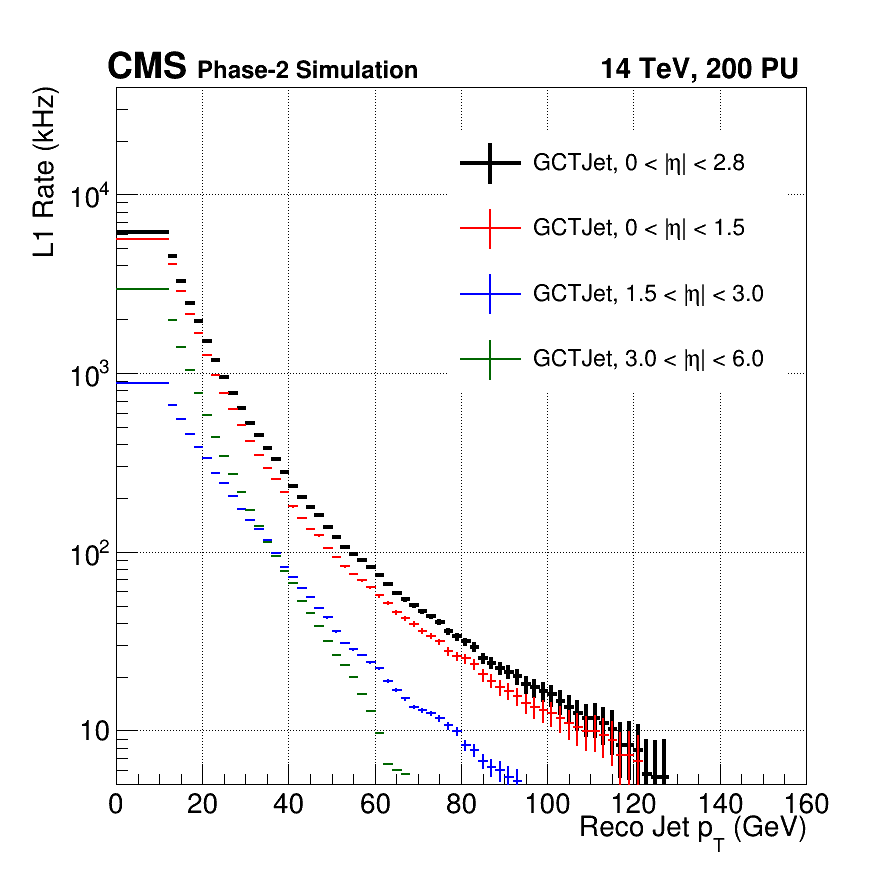 CMS Phase-2 Simulation 14 TeV, 200 PU
L1 Rate (kHz)
GCTJet, 0 < |η| < 2.8
GCTJet, 0 < |η| < 1.5
GCTJet, 1.5 < |η| < 3.0
GCTJet, 3.0 < |η| < 6.0
10⁴
10³
10²
10
0 20 40 60 80 100 120 140 160
Reco Jet p_T (GeV)